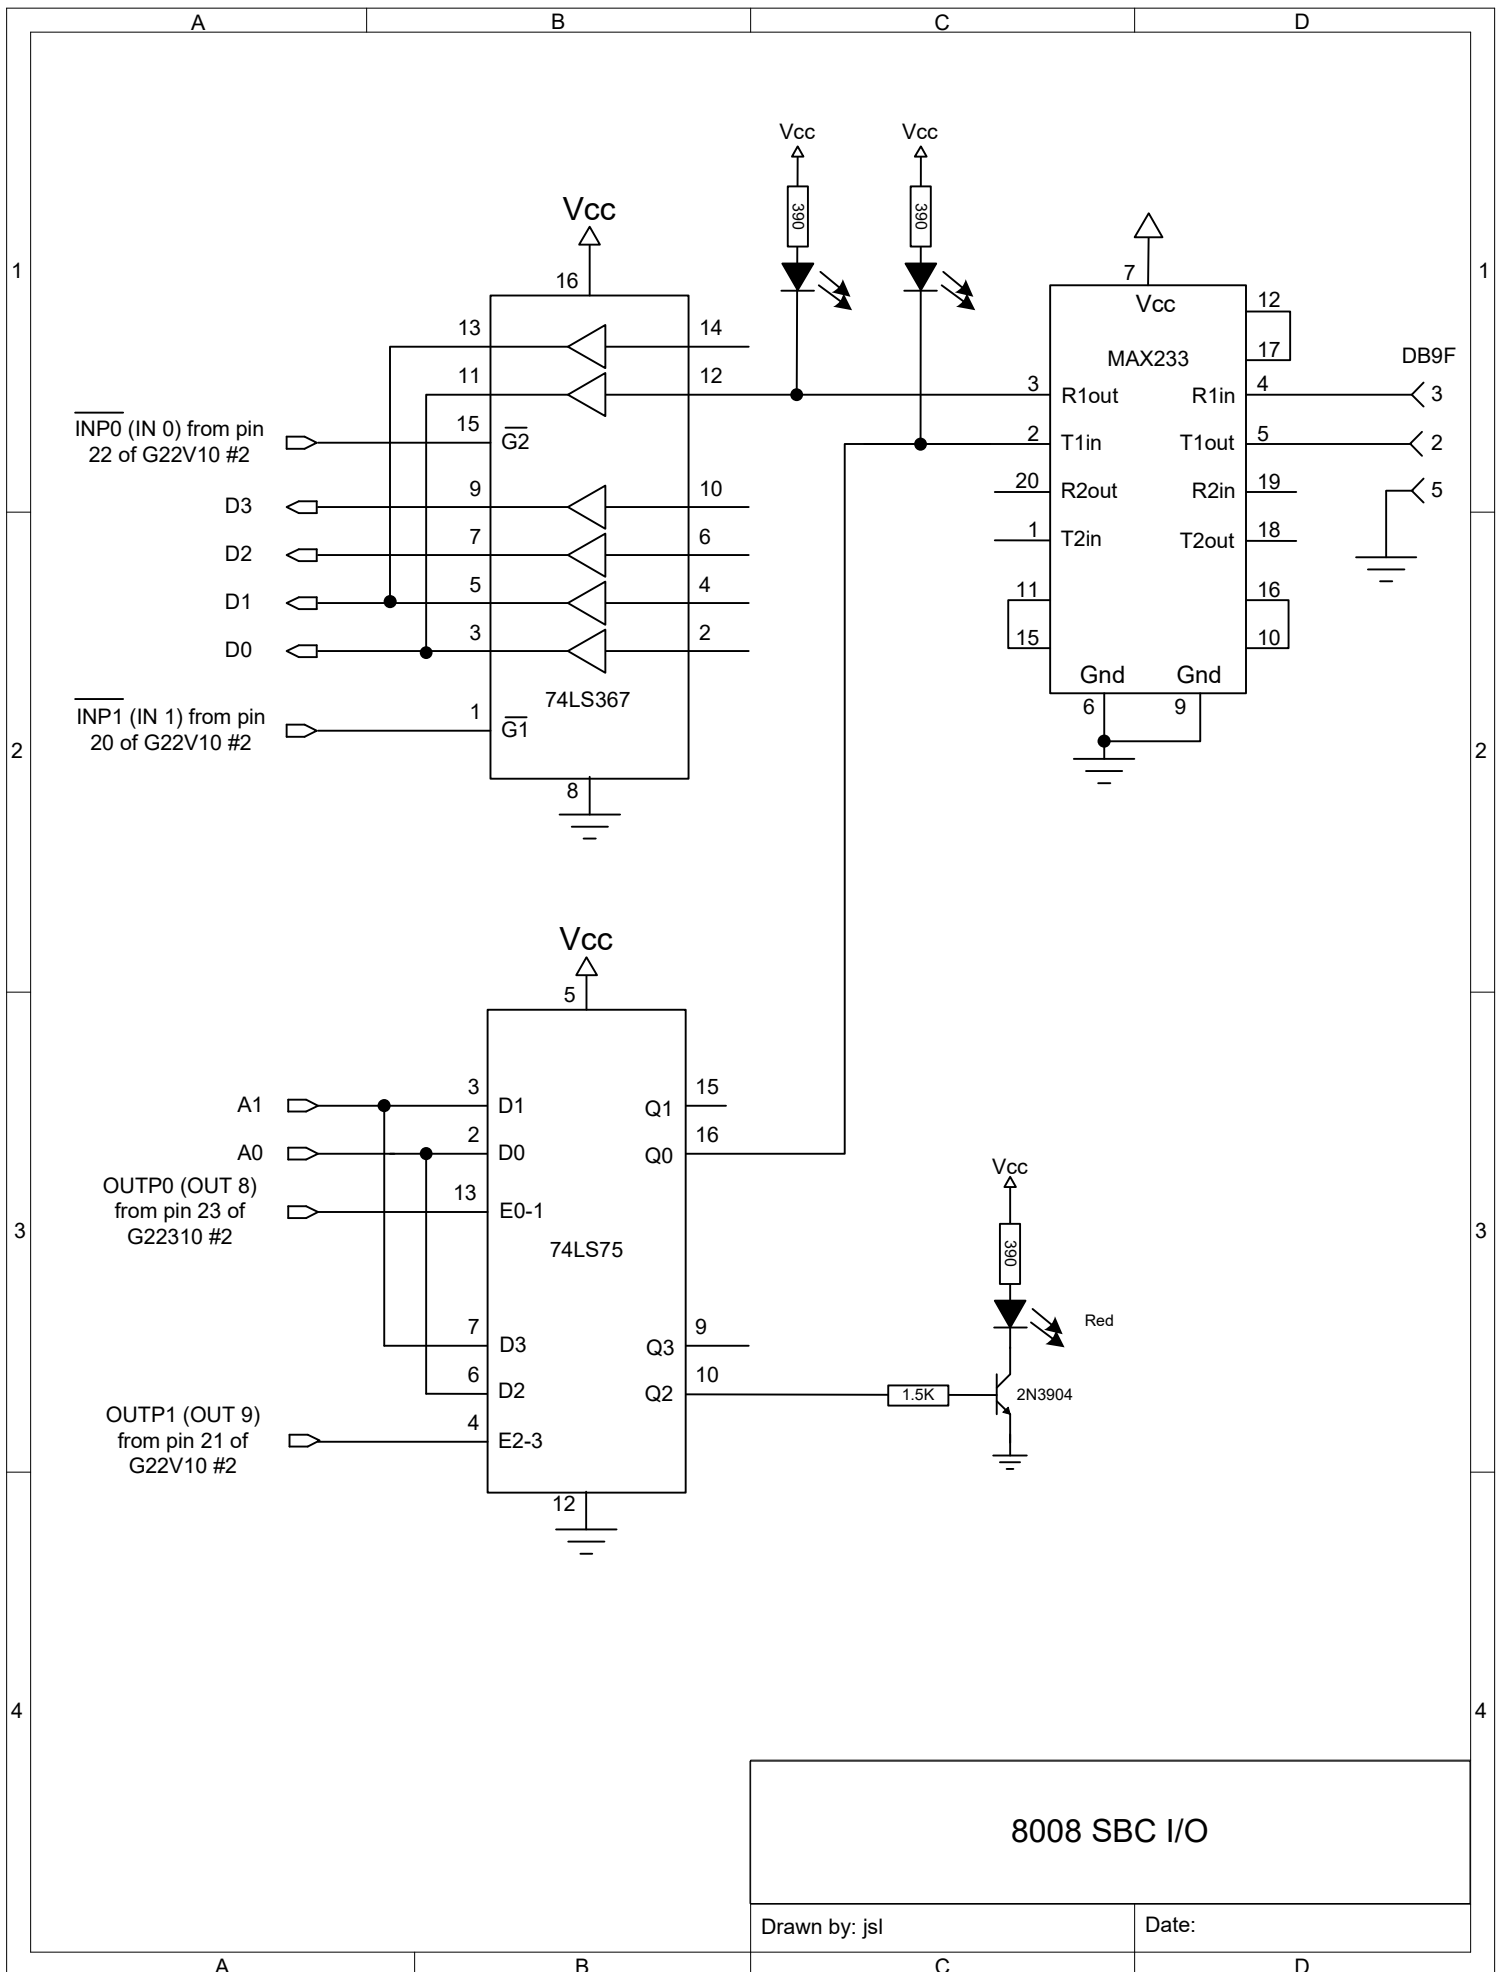 A B C D
Vcc Vcc
390 390
Vcc
1 16 7 1
Vcc 12
13 14
MAX233 17 DB9F
11 12 3 R1out R1in 4 3
INP0 (IN 0) from pin
22 of G22V10 #2
15 G2
2 T1in T1out 5 2
D3 9 10 20 R2out R2in 19 5
D2 7 6 1 T2in T2out 18
D1 5 4 11 16
D0 3 2 15 10
Gnd Gnd
74LS367
6 9
INP1 (IN 1) from pin
20 of G22V10 #2
1 G1
2 2
8
Vcc
5
A1 3 D1 Q1 15
A0 2 D0 Q0 16
OUTP0 (OUT 8)
from pin 23 of
G22310 #2
13 E0-1
Vcc
3 3
74LS75
390
Red
7 D3 Q3 9
6 D2 Q2 10
1.5K 2N3904
OUTP1 (OUT 9)
from pin 21 of
G22V10 #2
4 E2-3
12
4 4
8008 SBC I/O
Drawn by: jsl Date:
A B C D